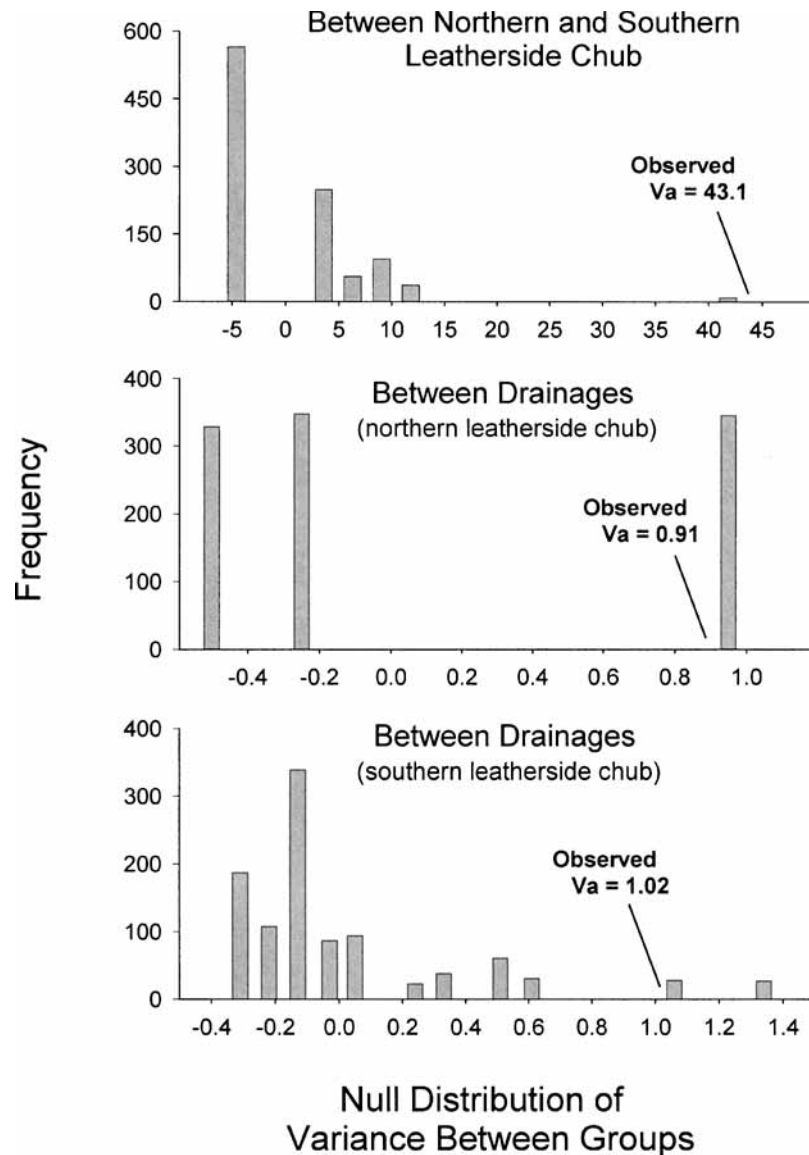 Between Northern and Southern
Leatherside Chub
600
450
300
150
0
Observed
Va = 43.1
-5 0 5 10 15 20 25 30 35 40 45
Between Drainages
(northern leatherside chub)
400
300
200
100
0
Observed
Va = 0.91
-0.4 -0.2 0.0 0.2 0.4 0.6 0.8 1.0
Frequency
Between Drainages
(southern leatherside chub)
400
300
200
100
0
Observed
Va = 1.02
-0.4 -0.2 0.0 0.2 0.4 0.6 0.8 1.0 1.2 1.4
Null Distribution of
Variance Between Groups